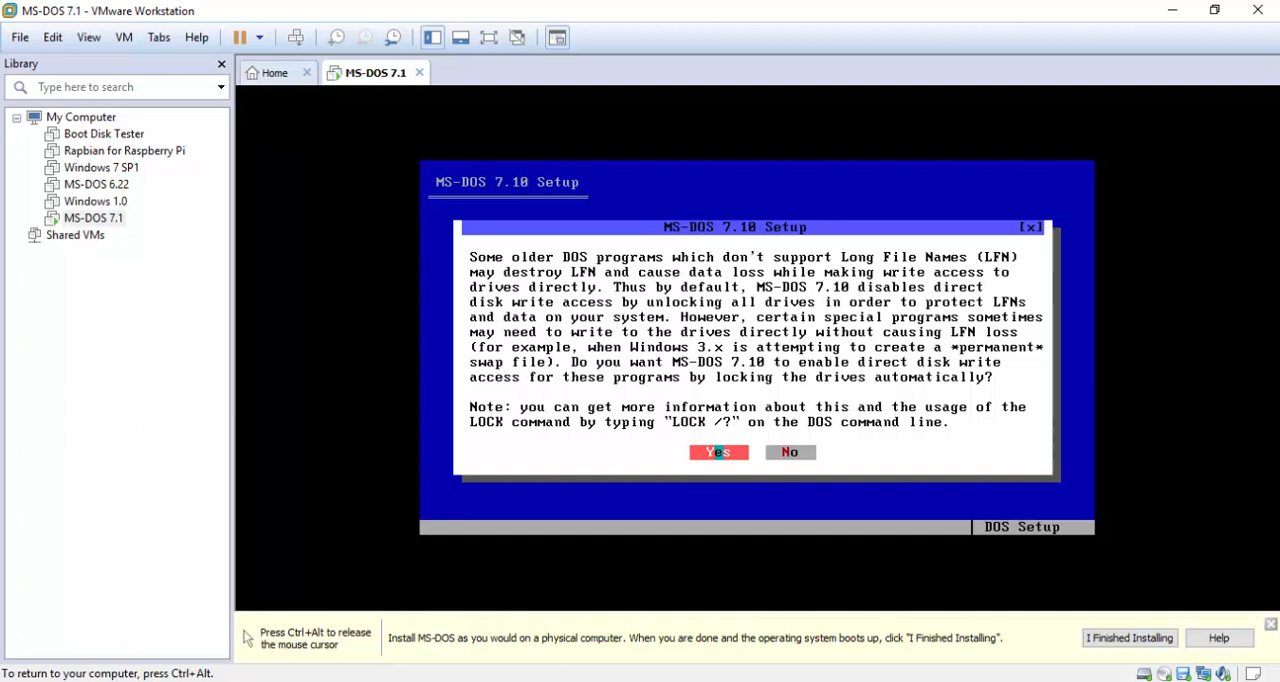 MS-DOS 7.1 - VMware Workstation
File Edit View VM Tabs Help
Library
Type here to search
My Computer
Boot Disk Tester
Rapbian for Raspberry Pi
Windows 7 SP1
MS-DOS 6.22
Windows 1.0
MS-DOS 7.1
Shared VMs
Home
MS-DOS 7.1
MS-DOS 7.10 Setup
MS-DOS 7.10 Setup [x]
Some older DOS programs which don't support Long File Names (LFN)
may destroy LFN and cause data loss while making write access to
drives directly. Thus by default, MS-DOS 7.10 disables direct
disk write access by unlocking all drives in order to protect LFNs
and data on your system. However, certain special programs sometimes
may need to write to the drives directly without causing LFN loss
(for example, when Windows 3.x is attempting to create a *permanent*
swap file). Do you want MS-DOS 7.10 to enable direct disk write
access for these programs by locking the drives automatically?
Note: you can get more information about this and the usage of the
LOCK command by typing "LOCK /?" on the DOS command line.
Yes No
DOS Setup
Press Ctrl+Alt to release
the mouse cursor
Install MS-DOS as you would on a physical computer. When you are done and the operating system boots up, click "I Finished Installing".
I Finished Installing
Help
To return to your computer, press Ctrl+Alt.